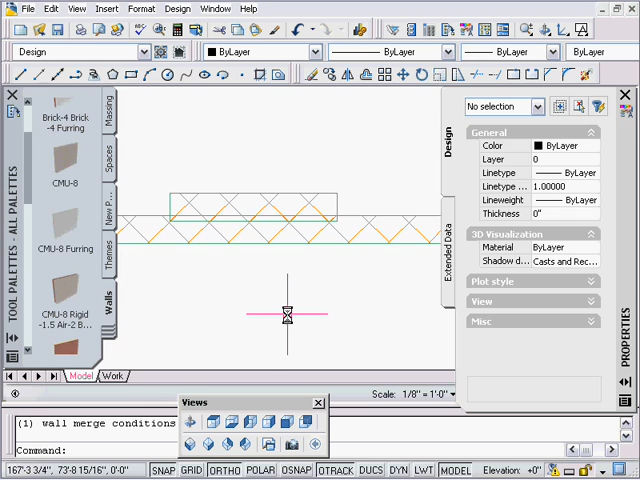 File Edit View Insert Format Design Window
Design
ByLayer
ByLayer
ByLayer
ByLayer
TOOL PALETTES - ALL PALETTES
Brick-4 Brick
-4 Furring
CMU-8
CMU-8 Furring
CMU-8 Rigid
-1.5 Air-2 B...
Massing
Spaces
New P...
Themes
Walls
Design
Extended Data
No selection
General
Color ByLayer
Layer 0
Linetype ByLayer
Linetype ... 1.00000
Lineweight ByLayer
Thickness 0"
3D Visualization
Material ByLayer
Shadow d... Casts and Rec...
Plot style
View
Misc
PROPERTIES
Model Work
Scale: 1/8" = 1'-0"
Views
(1) wall merge conditions
Command:
167'-3 3/4", 73'-8 15/16", 0'-0" SNAP GRID ORTHO POLAR OSNAP OTRACK DUCS DYN LWT MODEL Elevation: +0"